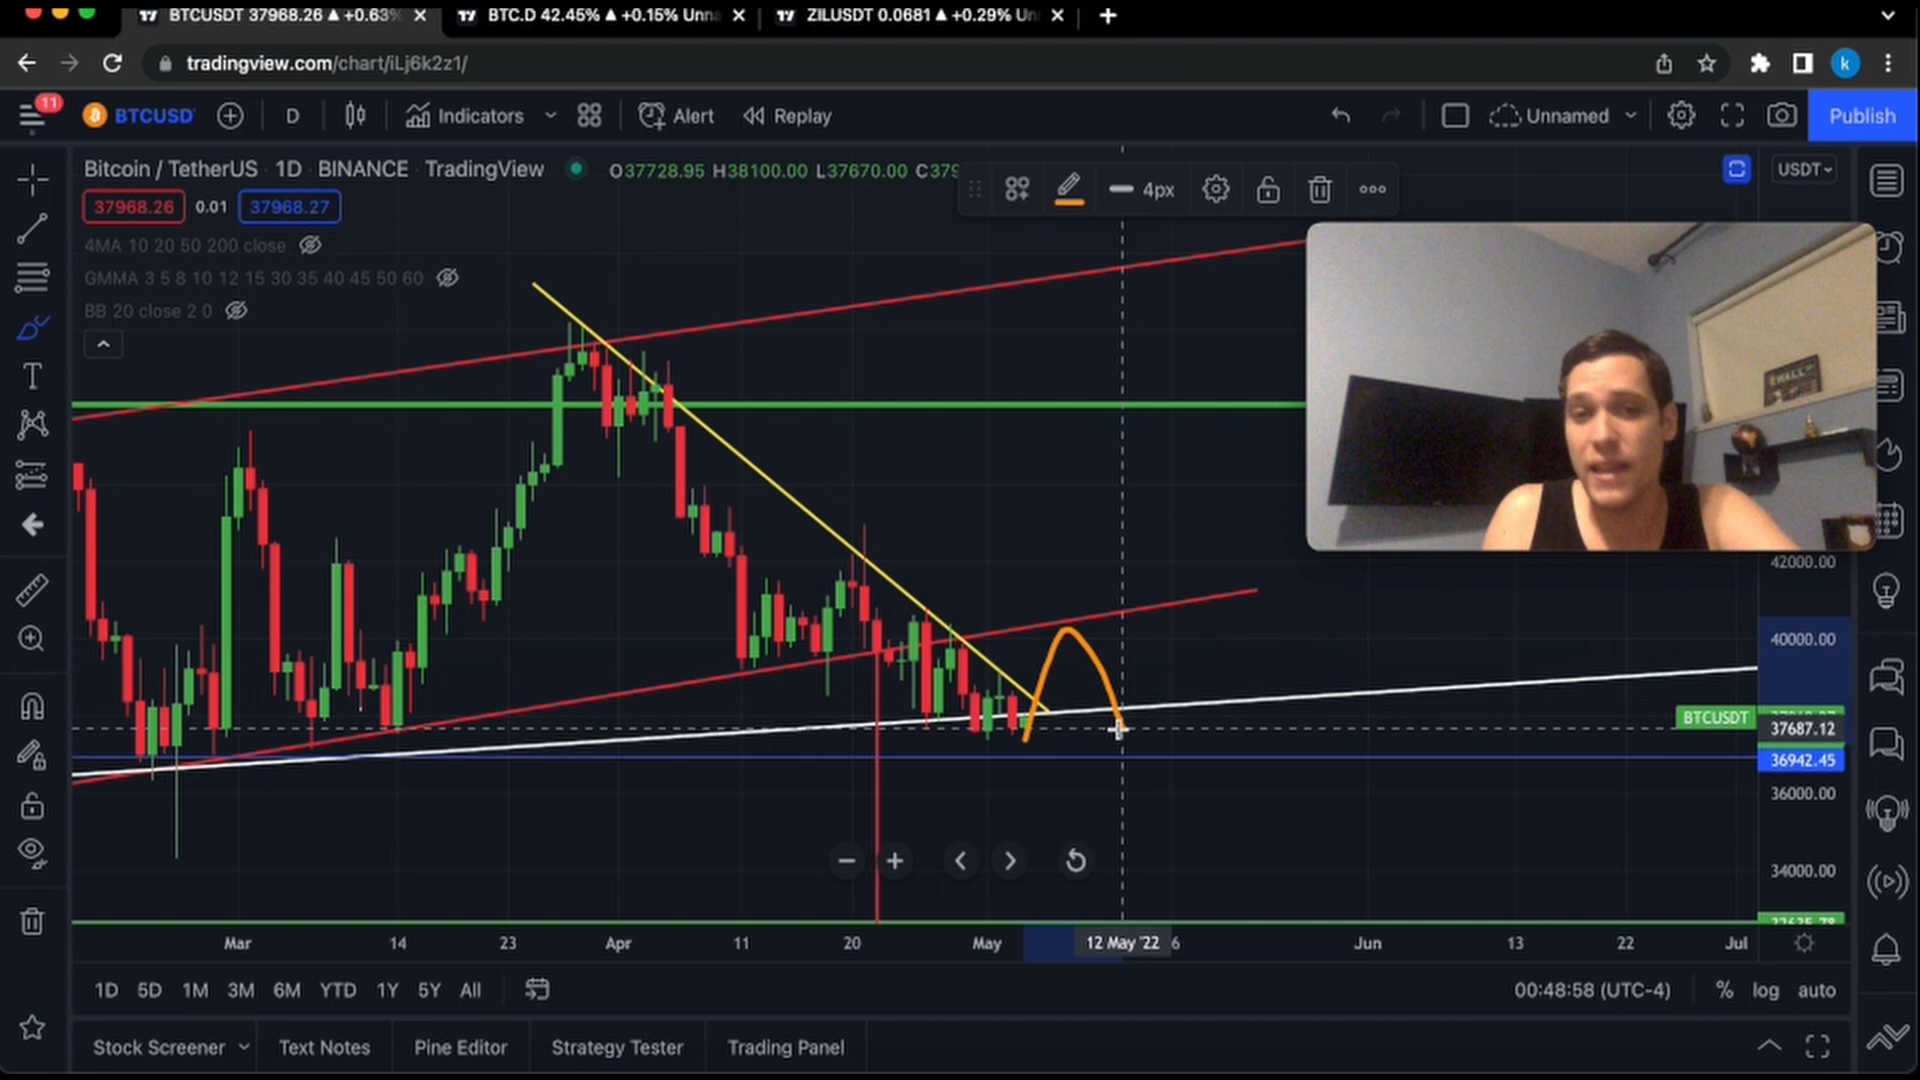 BTCUSDT 37968.26 ▲ +0.63%
BTC.D 42.45% ▲ +0.15% Unna
ZILUSDT 0.0681 ▲ +0.29% Un
tradingview.com/chart/iLj6k2z1/
k
11
BTCUSD
D
Indicators
Alert
Replay
Unnamed
Publish
Bitcoin / TetherUS · 1D · BINANCE · TradingView
O37728.95 H38100.00 L37670.00 C379
4px
USDT
37968.26
0.01
37968.27
4MA 10 20 50 200 close
GMMA 3 5 8 10 12 15 30 35 40 45 50 60
BB 20 close 2 0
42000.00
40000.00
BTCUSDT
37687.12
36942.45
36000.00
34000.00
Mar
14
23
Apr
11
20
May
12 May '22
6
Jun
13
22
Jul
1D
5D
1M
3M
6M
YTD
1Y
5Y
All
00:48:58 (UTC-4)
%
log
auto
Stock Screener
Text Notes
Pine Editor
Strategy Tester
Trading Panel